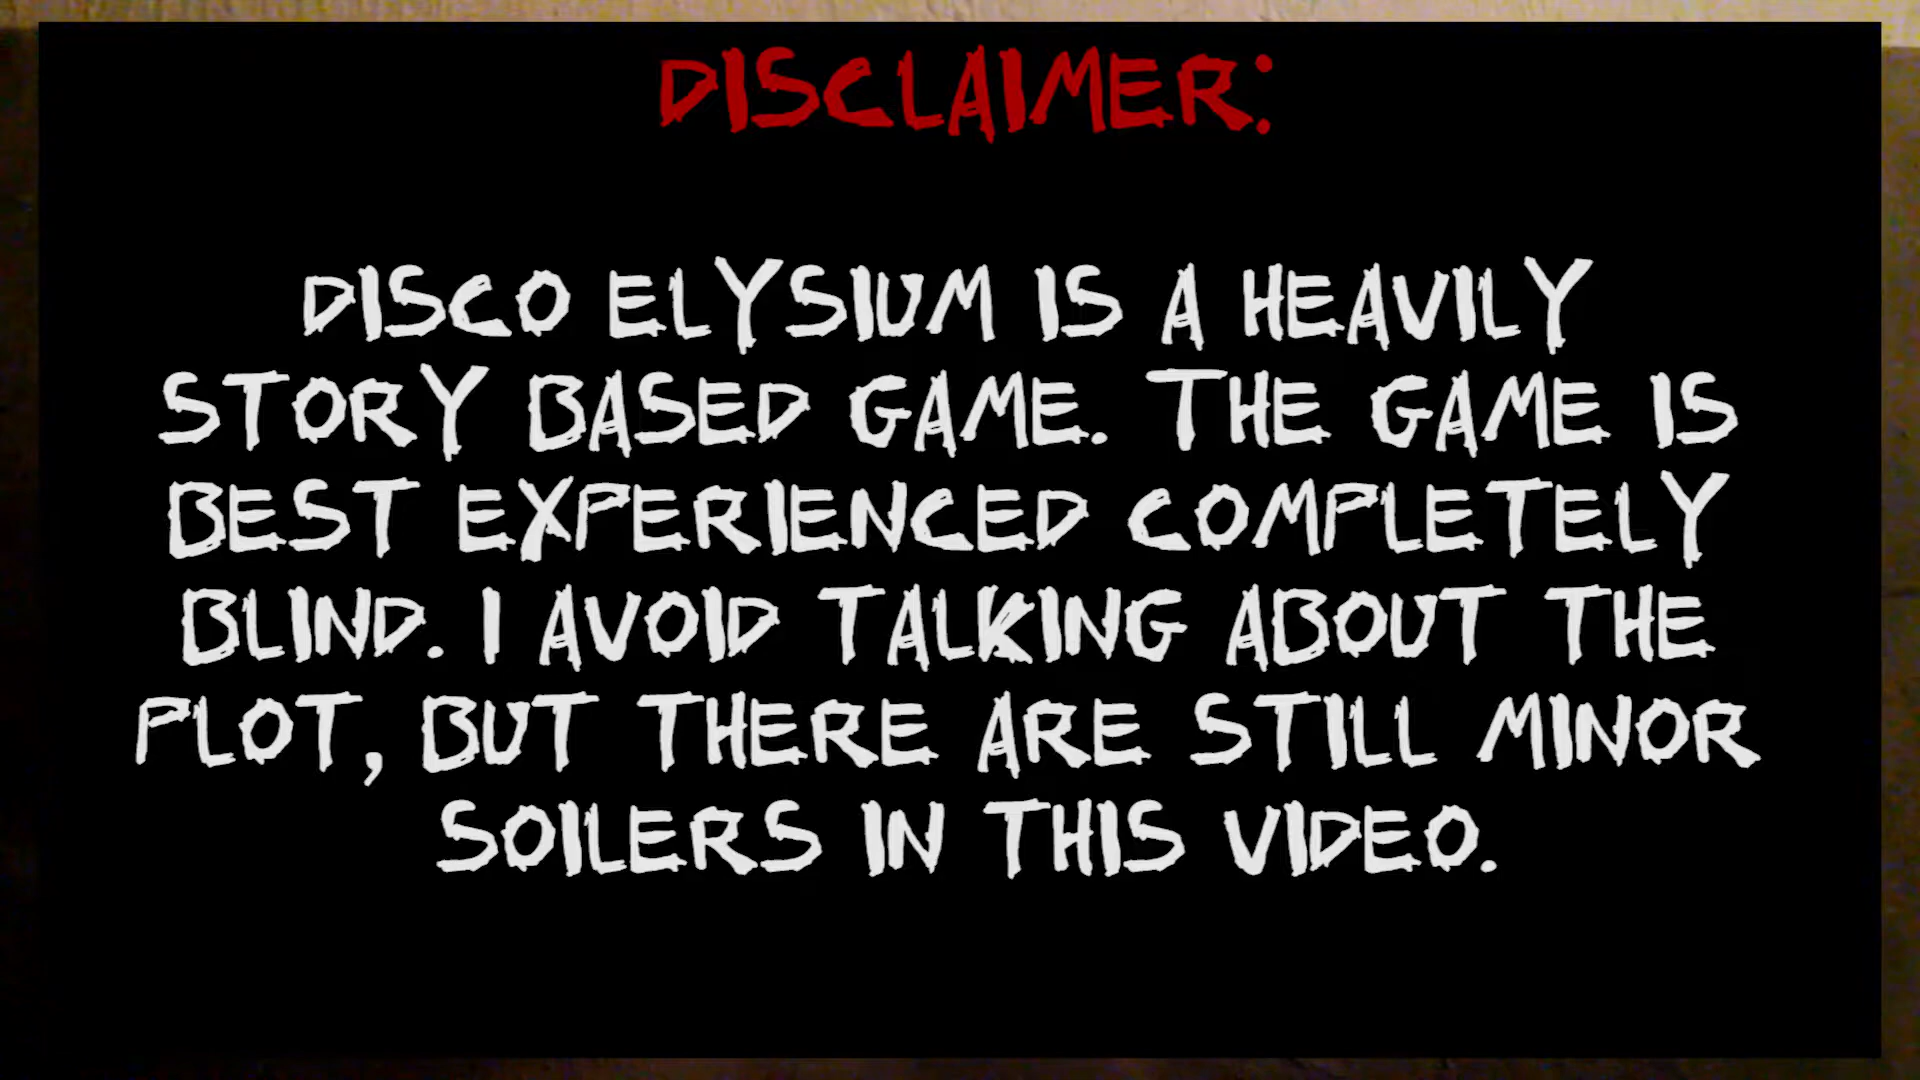 DISCLAIMER:
DISCO ELYSIUM IS A HEAVILY
STORY BASED GAME. THE GAME IS
BEST EXPERIENCED COMPLETELY
BLIND. I AVOID TALKING ABOUT THE
PLOT, BUT THERE ARE STILL MINOR
SOILERS IN THIS VIDEO.